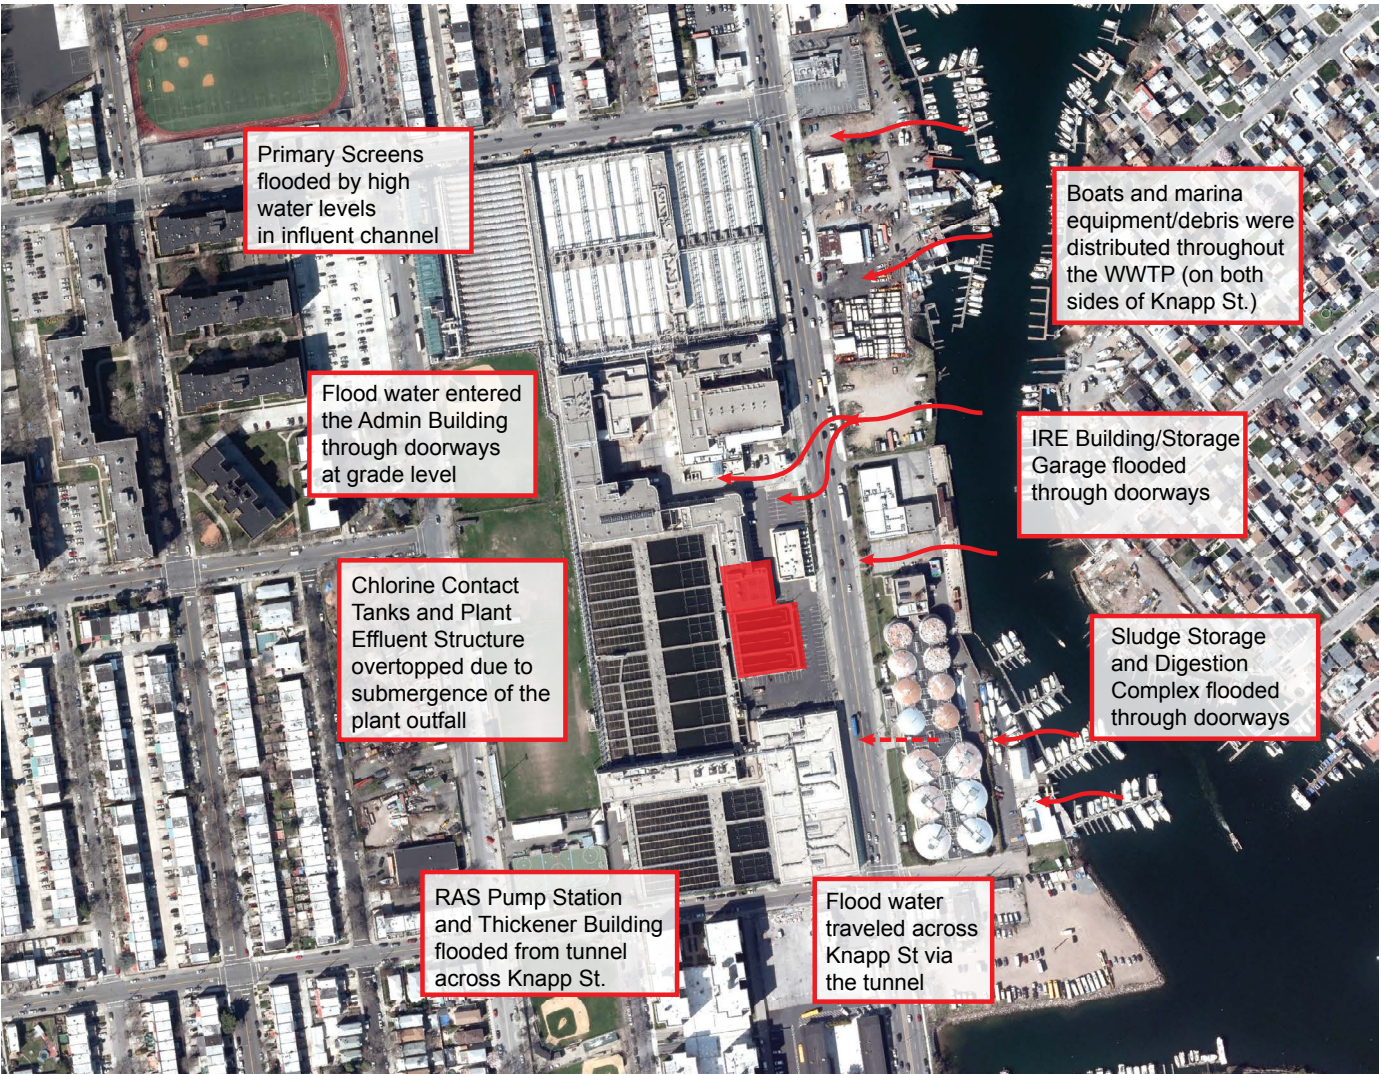 Primary Screens
flooded by high
water levels
in influent channel
Boats and marina
equipment/debris were
distributed throughout
the WWTP (on both
sides of Knapp St.)
Flood water entered
the Admin Building
through doorways
at grade level
IRE Building/Storage
Garage flooded
through doorways
Chlorine Contact
Tanks and Plant
Effluent Structure
overtopped due to
submergence of the
plant outfall
Sludge Storage
and Digestion
Complex flooded
through doorways
RAS Pump Station
and Thickener Building
flooded from tunnel
across Knapp St.
Flood water
traveled across
Knapp St via
the tunnel